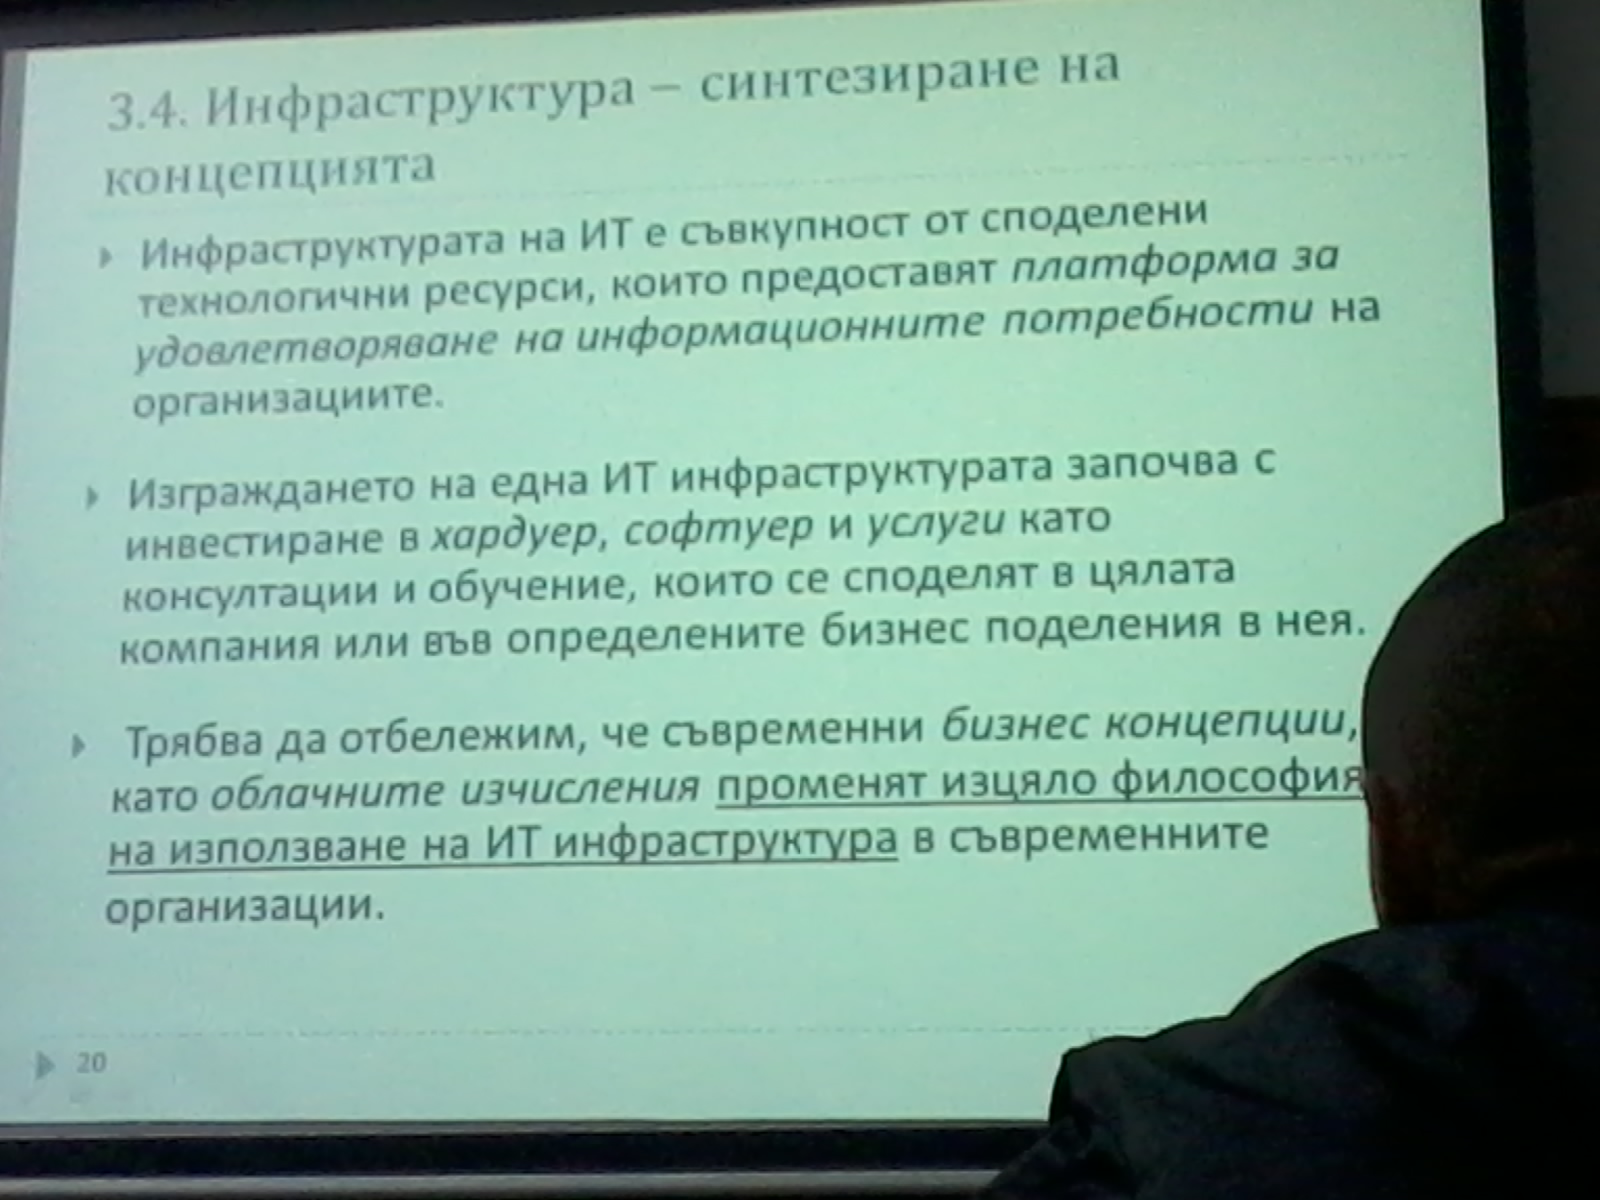 3.4. Инфраструктура – синтезиране на
концепцията
Инфраструктурата на ИТ е съвкупност от споделени
технологични ресурси, които предоставят платформа за
удовлетворяване на информационните потребности на
организациите.
Изграждането на една ИТ инфраструктурата започва с
инвестиране в хардуер, софтуер и услуги като
консултации и обучение, които се споделят в цялата
компания или във определените бизнес поделения в нея.
Трябва да отбележим, че съвременни бизнес концепции,
като облачните изчисления променят изцяло философия
на използване на ИТ инфраструктура в съвременните
организации.
20